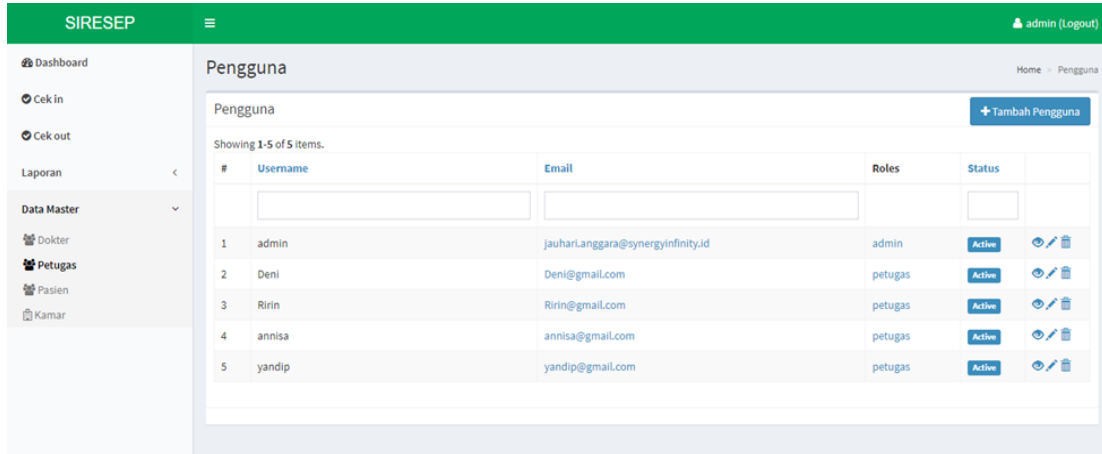 SIRESEP
admin (Logout)
Dashboard
Cek in
Cek out
Laporan
Data Master
Dokter
Petugas
Pasien
Kamar
Pengguna
Home > Pengguna
Pengguna
Tambah Pengguna
Showing 1-5 of 5 items.
# Username Email Roles Status
1 admin jauhari.anggara@synergyinfinity.id admin Active
2 Deni Deni@gmail.com petugas Active
3 Ririn Ririn@gmail.com petugas Active
4 annisa annisa@gmail.com petugas Active
5 yandip yandip@gmail.com petugas Active